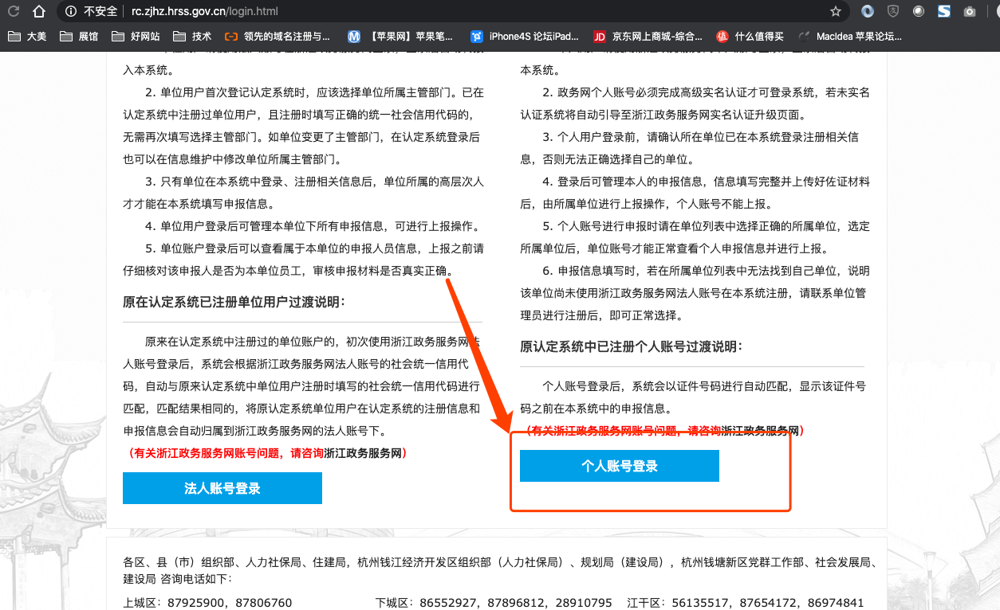 不安全 rc.zjhz.hrss.gov.cn/login.html
大美 展馆 好网站 技术 领先的域名注册与... 【苹果网】苹果笔... iPhone4S 论坛iPad... JD 京东网上商城-综合... 值 什么值得买 MacIdea 苹果论坛...
入本系统。
2. 单位用户首次登记认定系统时，应该选择单位所属主管部门。已在
认定系统中注册过单位用户，且注册时填写正确的统一社会信用代码的，
无需再次填写选择主管部门。如单位变更了主管部门，在认定系统登录后
也可以在信息维护中修改单位所属主管部门。
3. 只有单位在本系统中登录、注册相关信息后，单位所属的高层次人
才才能在本系统填写申报信息。
4. 单位用户登录后可管理本单位下所有申报信息，可进行上报操作。
5. 单位账户登录后可以查看属于本单位的申报人员信息，上报之前请
仔细核对该申报人是否为本单位员工，审核申报材料是否真实正确。
原在认定系统已注册单位用户过渡说明：
原来在认定系统中注册过的单位账户的，初次使用浙江政务服务网法
人账号登录后，系统会根据浙江政务服务网法人账号的社会统一信用代
码，自动与原来认定系统中单位用户注册时填写的社会统一信用代码进行
匹配，匹配结果相同的，将原认定系统单位用户在认定系统的注册信息和
申报信息会自动归属到浙江政务服务网的法人账号下。
（有关浙江政务服务网账号问题，请咨询浙江政务服务网）
法人账号登录
本系统。
2. 政务网个人账号必须完成高级实名认证才可登录系统，若未实名
认证系统将自动引导至浙江政务服务网实名认证升级页面。
3. 个人用户登录前，请确认所在单位已在本系统登录注册相关信
息，否则无法正确选择自己的单位。
4. 登录后可管理本人的申报信息，信息填写完整并上传好佐证材料
后，由所属单位进行上报操作，个人账号不能上报。
5. 个人账号进行申报时请在单位列表中选择正确的所属单位，选定
所属单位后，单位账号才能正常查看个人申报信息并进行上报。
6. 申报信息填写时，若在所属单位列表中无法找到自己单位，说明
该单位尚未使用浙江政务服务网法人账号在本系统注册，请联系单位管
理员进行注册后，即可正常选择。
原认定系统中已注册个人账号过渡说明：
个人账号登录后，系统会以证件号码进行自动匹配，显示该证件号
码之前在本系统中的申报信息。
（有关浙江政务服务网账号问题，请咨询浙江政务服务网）
个人账号登录
各区、县（市）组织部、人力社保局、住建局，杭州钱江经济开发区组织部（人力社保局）、规划局（建设局），杭州钱塘新区党群工作部、社会发展局、
建设局 咨询电话如下：
上城区：87925900，87806760 下城区：86552927，87896812，28910795 江干区：56135517，87654172，86974841